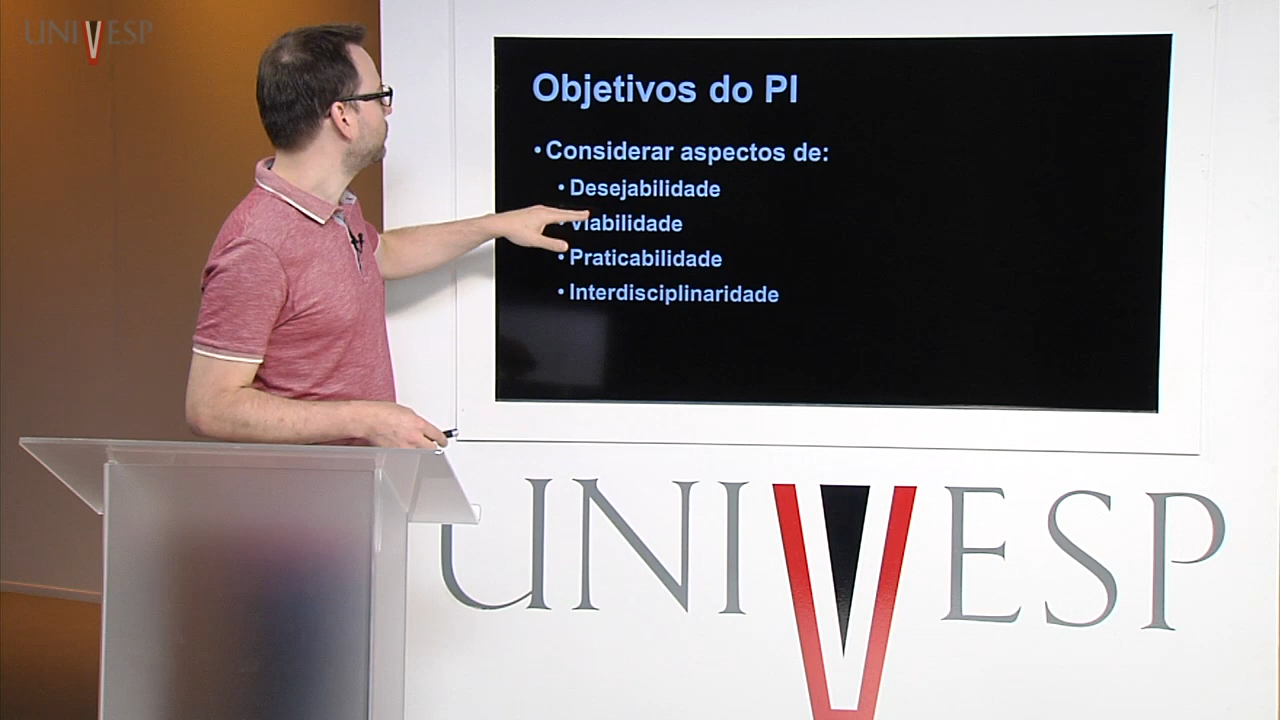 UNIVESP
Objetivos do PI
• Considerar aspectos de:
• Desejabilidade
• Viabilidade
• Praticabilidade
• Interdisciplinaridade
UNIVESP